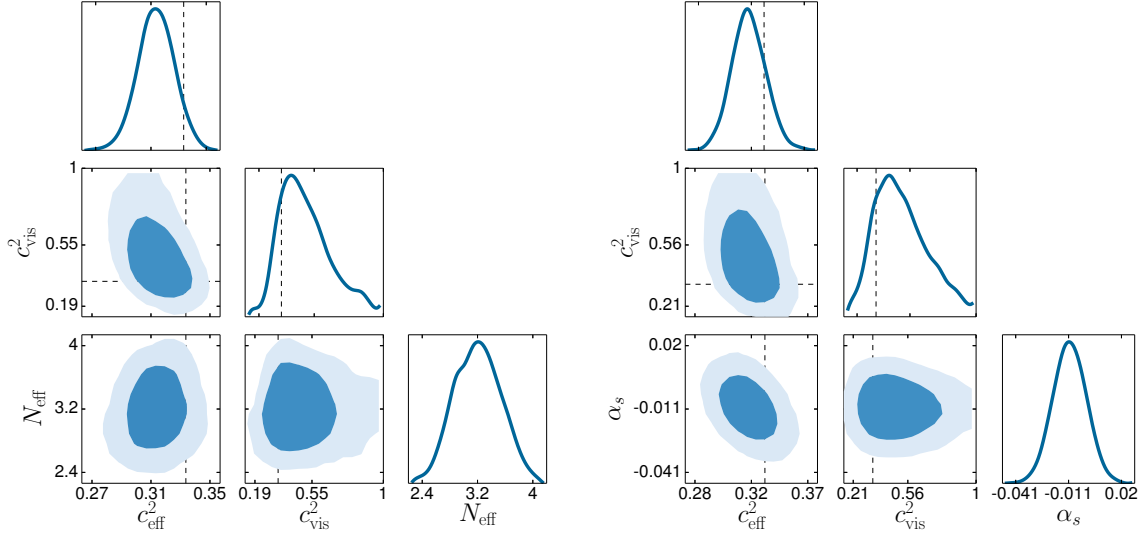 1
c²vis
0.55
0.19
4
Neff
3.2
2.4
0.27 0.31 0.35
c²eff
0.19 0.55 1
c²vis
2.4 3.2 4
Neff
1
c²vis
0.56
0.21
0.02
αs
-0.011
-0.041
0.28 0.32 0.37
c²eff
0.21 0.56 1
c²vis
-0.041 -0.011 0.02
αs